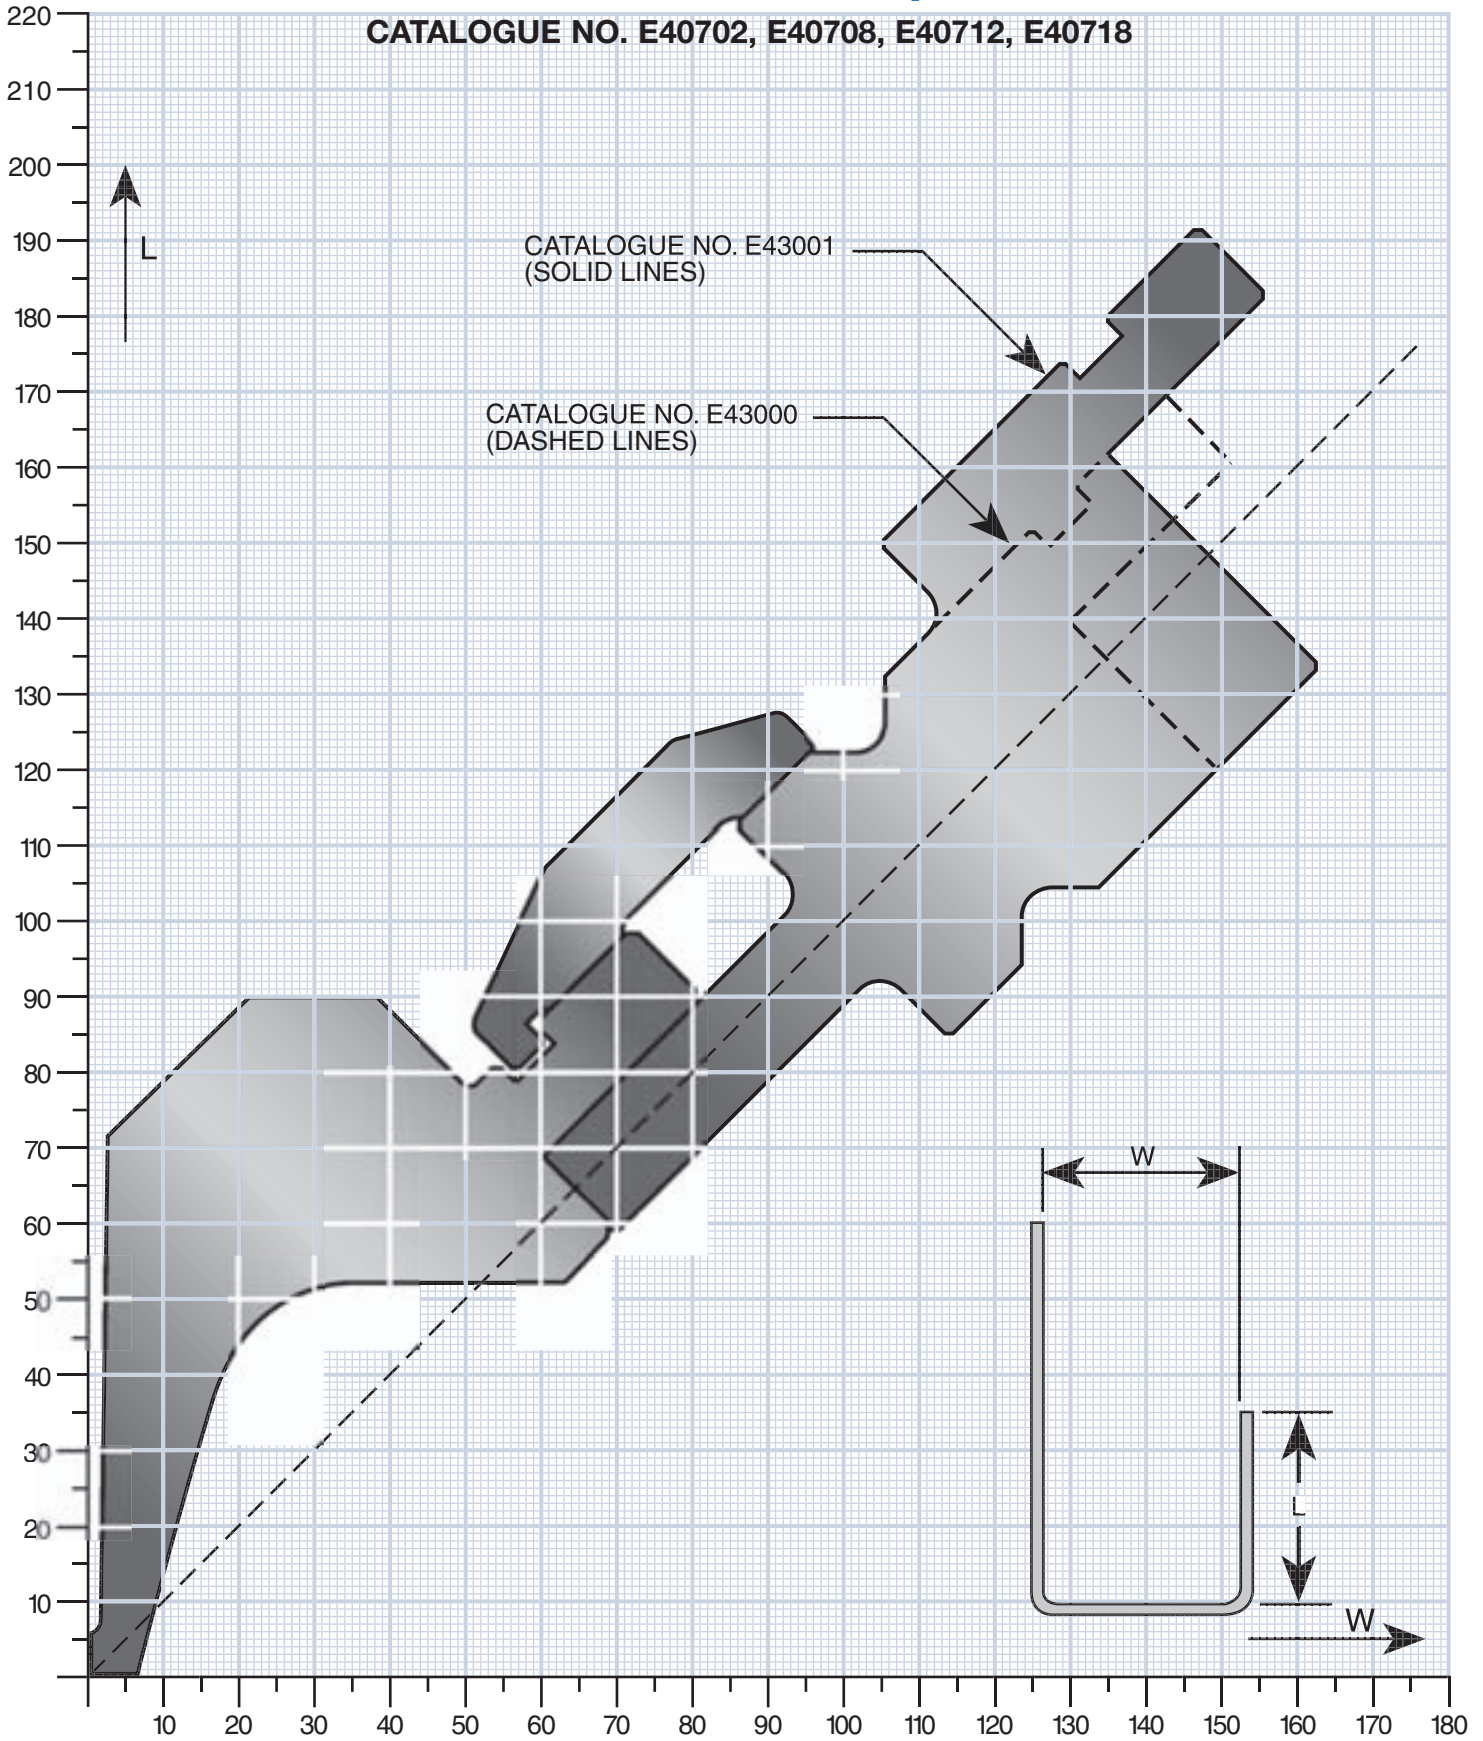 CATALOGUE NO. E40702, E40708, E40712, E40718
220
210
200
190
180
170
160
150
140
130
120
110
100
90
80
70
60
50
40
30
20
10
L
CATALOGUE NO. E43001
(SOLID LINES)
CATALOGUE NO. E43000
(DASHED LINES)
W
L
W
10 20 30 40 50 60 70 80 90 100 110 120 130 140 150 160 170 180